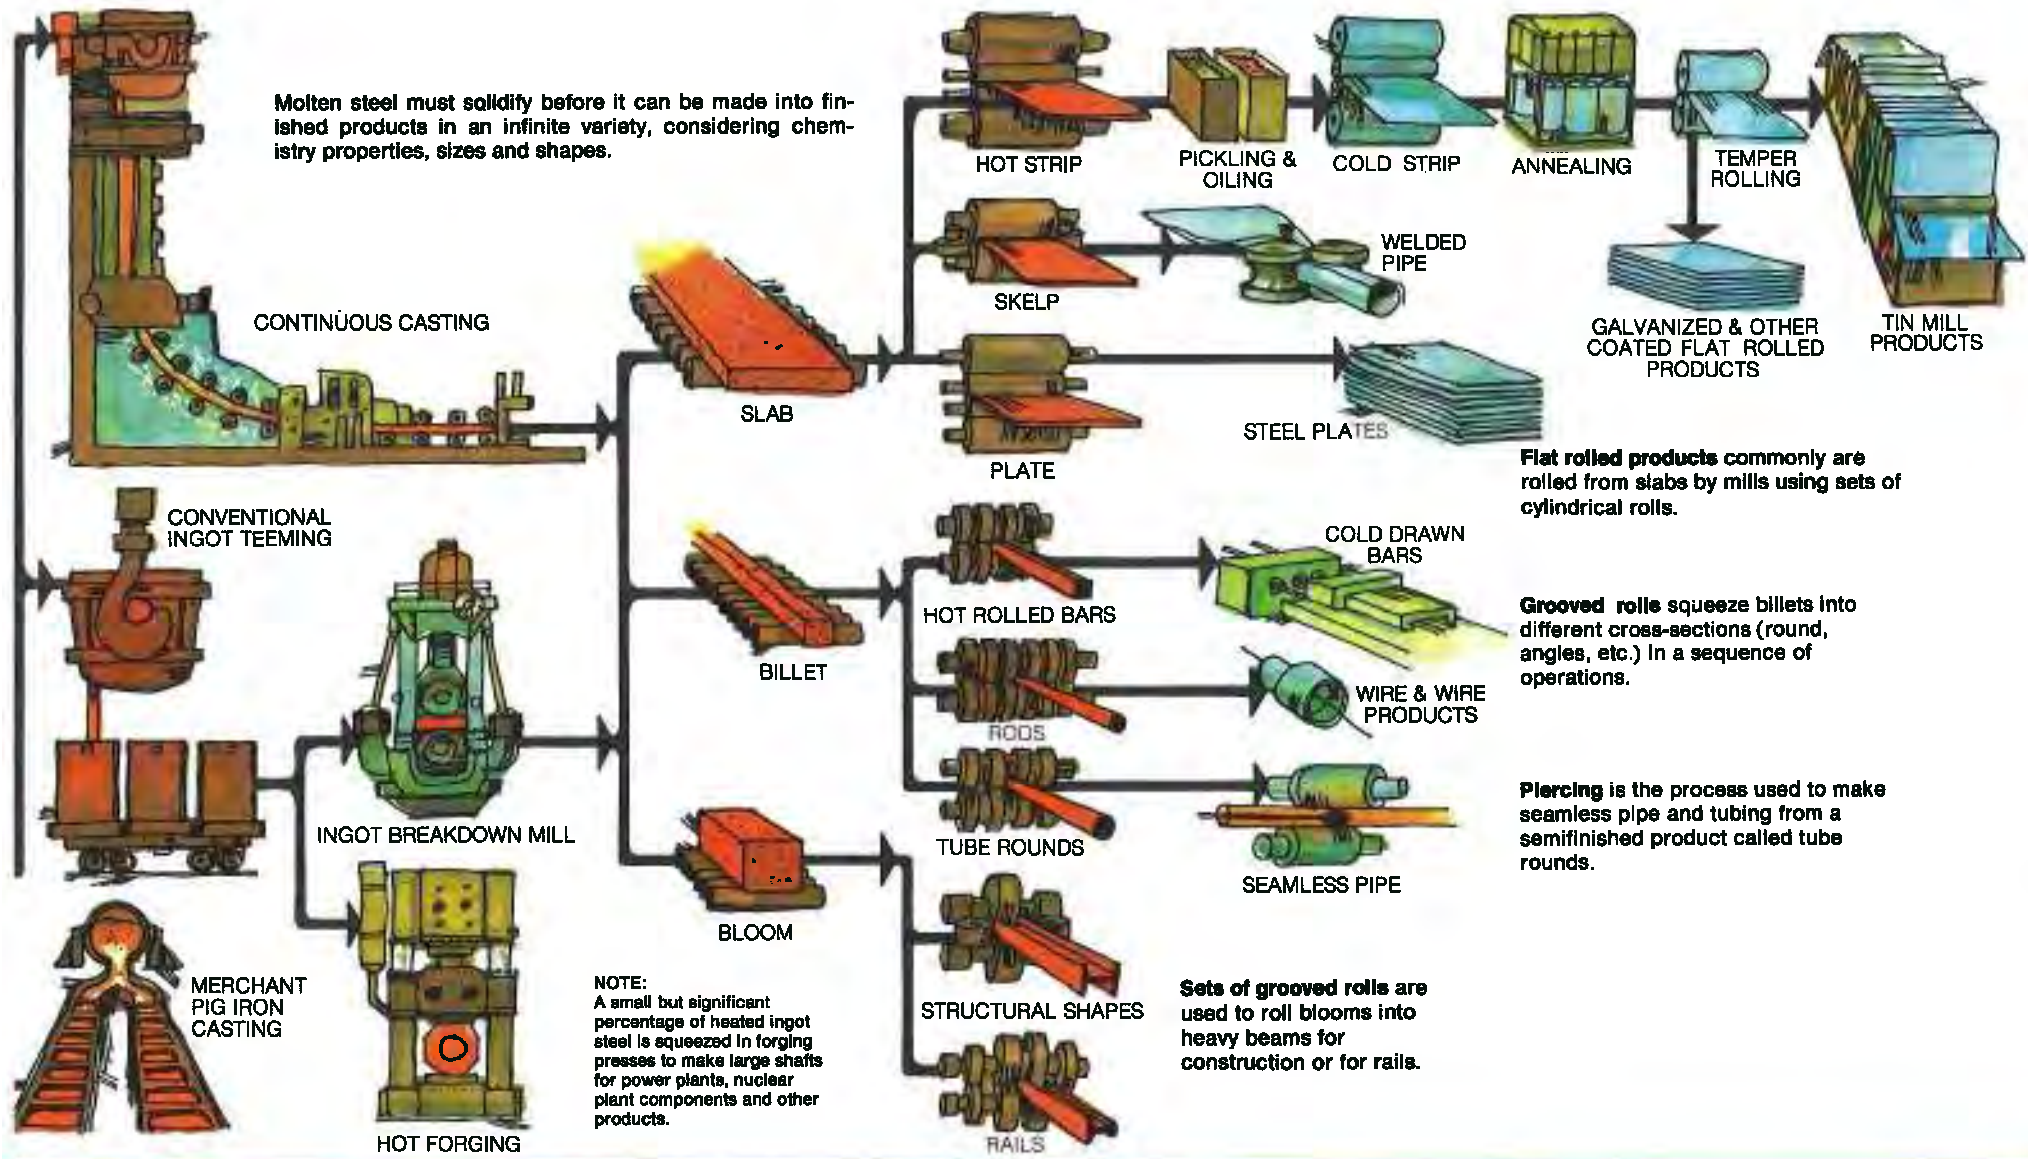 Molten steel must solidify before it can be made into fin-
ished products in an infinite variety, considering chem-
istry properties, sizes and shapes.
HOT STRIP
PICKLING &
OILING
COLD STRIP
ANNEALING
TEMPER
ROLLING
WELDED
PIPE
SKELP
CONTINUOUS CASTING
GALVANIZED & OTHER
COATED FLAT ROLLED
PRODUCTS
TIN MILL
PRODUCTS
SLAB
STEEL PLATES
PLATE
Flat rolled products commonly are
rolled from slabs by mills using sets of
cylindrical rolls.
CONVENTIONAL
INGOT TEEMING
COLD DRAWN
BARS
HOT ROLLED BARS
Grooved rolls squeeze billets into
different cross-sections (round,
angles, etc.) in a sequence of
operations.
BILLET
WIRE & WIRE
PRODUCTS
RODS
INGOT BREAKDOWN MILL
TUBE ROUNDS
Piercing is the process used to make
seamless pipe and tubing from a
semifinished product called tube
rounds.
SEAMLESS PIPE
BLOOM
MERCHANT
PIG IRON
CASTING
NOTE:
A small but significant
percentage of heated ingot
steel is squeezed in forging
presses to make large shafts
for power plants, nuclear
plant components and other
products.
STRUCTURAL SHAPES
Sets of grooved rolls are
used to roll blooms into
heavy beams for
construction or for rails.
HOT FORGING
RAILS